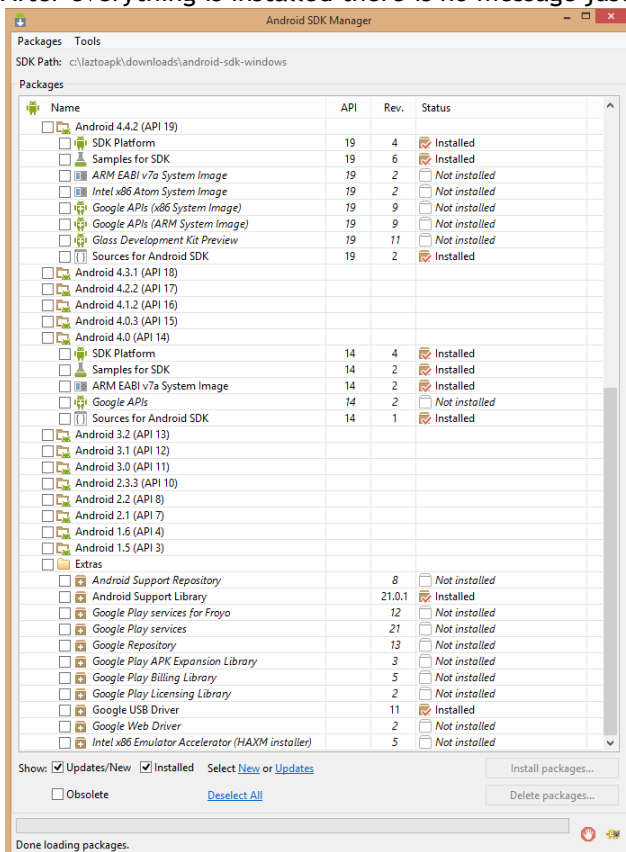 After everything is installed there is no message just
Android SDK Manager
Packages Tools
SDK Path: c:\laztoapk\downloads\android-sdk-windows
Packages
Name API Rev. Status
Android 4.4.2 (API 19)
SDK Platform 19 4 Installed
Samples for SDK 19 6 Installed
ARM EABI v7a System Image 19 2 Not installed
Intel x86 Atom System Image 19 2 Not installed
Google APIs (x86 System Image) 19 9 Not installed
Google APIs (ARM System Image) 19 9 Not installed
Glass Development Kit Preview 19 11 Not installed
Sources for Android SDK 19 2 Installed
Android 4.3.1 (API 18)
Android 4.2.2 (API 17)
Android 4.1.2 (API 16)
Android 4.0.3 (API 15)
Android 4.0 (API 14)
SDK Platform 14 4 Installed
Samples for SDK 14 2 Installed
ARM EABI v7a System Image 14 2 Installed
Google APIs 14 2 Not installed
Sources for Android SDK 14 1 Installed
Android 3.2 (API 13)
Android 3.1 (API 12)
Android 3.0 (API 11)
Android 2.3.3 (API 10)
Android 2.2 (API 8)
Android 2.1 (API 7)
Android 1.6 (API 4)
Android 1.5 (API 3)
Extras
Android Support Repository 8 Not installed
Android Support Library 21.0.1 Installed
Google Play services for Froyo 12 Not installed
Google Play services 21 Not installed
Google Repository 13 Not installed
Google Play APK Expansion Library 3 Not installed
Google Play Billing Library 5 Not installed
Google Play Licensing Library 2 Not installed
Google USB Driver 11 Installed
Google Web Driver 2 Not installed
Intel x86 Emulator Accelerator (HAXM installer) 5 Not installed
Show: Updates/New Installed Select New or Updates Install packages...
Obsolete Deselect All Delete packages...
Done loading packages.